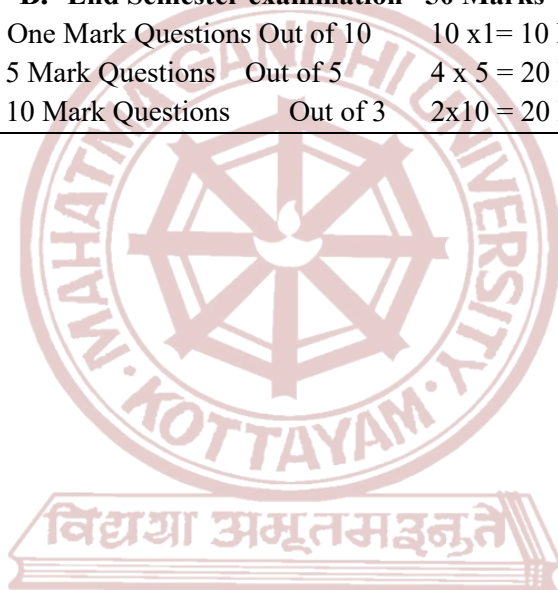 B. End Semester examination 50 Marks
One Mark Questions Out of 10 10 x1= 10
5 Mark Questions Out of 5 4 x 5 = 20
10 Mark Questions Out of 3 2x10 = 20
MAHATMA GANDHI UNIVERSITY
KOTTAYAM
विद्यया अमृतमश्नुते